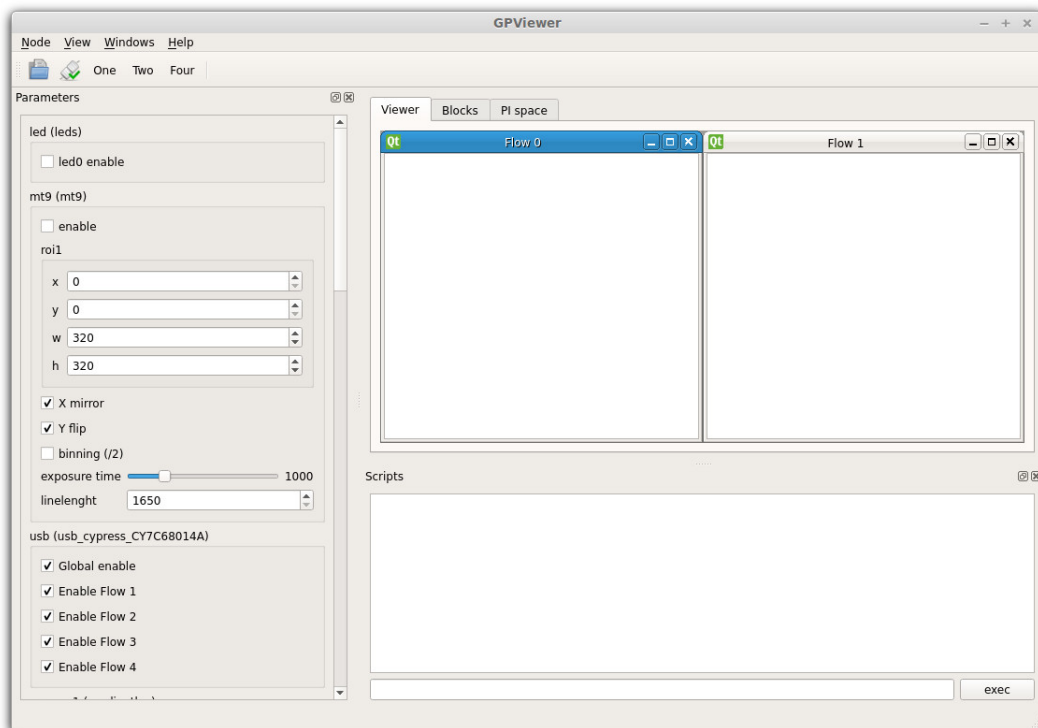 GPViewer
Node View Windows Help
One Two Four
Parameters
led (leds)
led0 enable
mt9 (mt9)
enable
roi1
x 0
y 0
w 320
h 320
X mirror
Y flip
binning (/2)
exposure time 1000
linelenght 1650
usb (usb_cypress_CY7C68014A)
Global enable
Enable Flow 1
Enable Flow 2
Enable Flow 3
Enable Flow 4
Viewer Blocks PI space
Qt Flow 0
Qt Flow 1
Scripts
exec